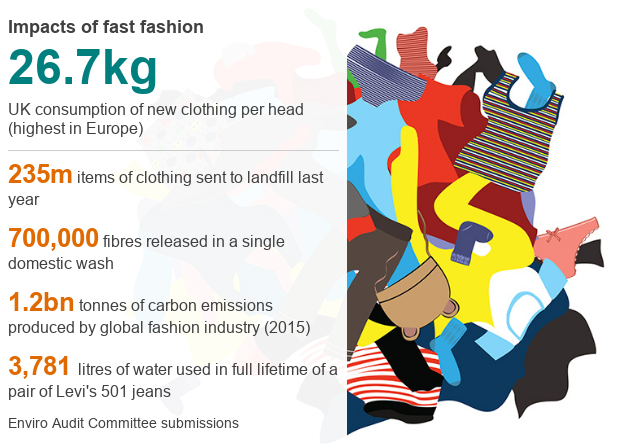 Impacts of fast fashion
26.7kg
UK consumption of new clothing per head
(highest in Europe)
235m items of clothing sent to landfill last
year
700,000 fibres released in a single
domestic wash
1.2bn tonnes of carbon emissions
produced by global fashion industry (2015)
3,781 litres of water used in full lifetime of a
pair of Levi's 501 jeans
Enviro Audit Committee submissions